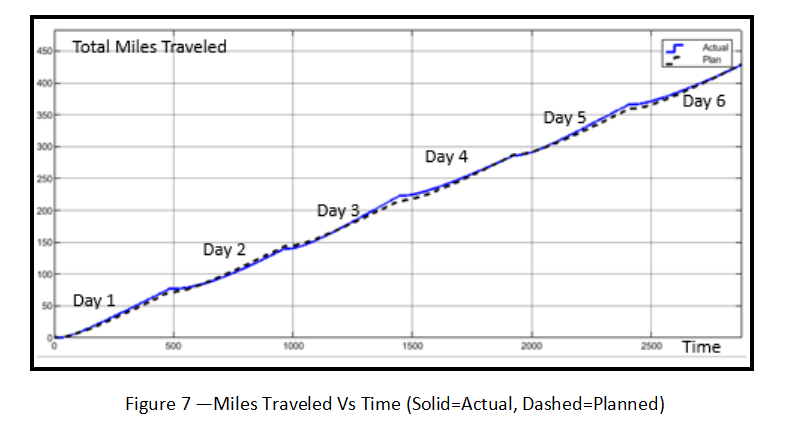 Total Miles Traveled
Actual
Plan
450
400
350
300
250
200
150
100
50
0
Day 1
Day 2
Day 3
Day 4
Day 5
Day 6
0 500 1000 1500 2000 2500 Time
Figure 7 —Miles Traveled Vs Time (Solid=Actual, Dashed=Planned)